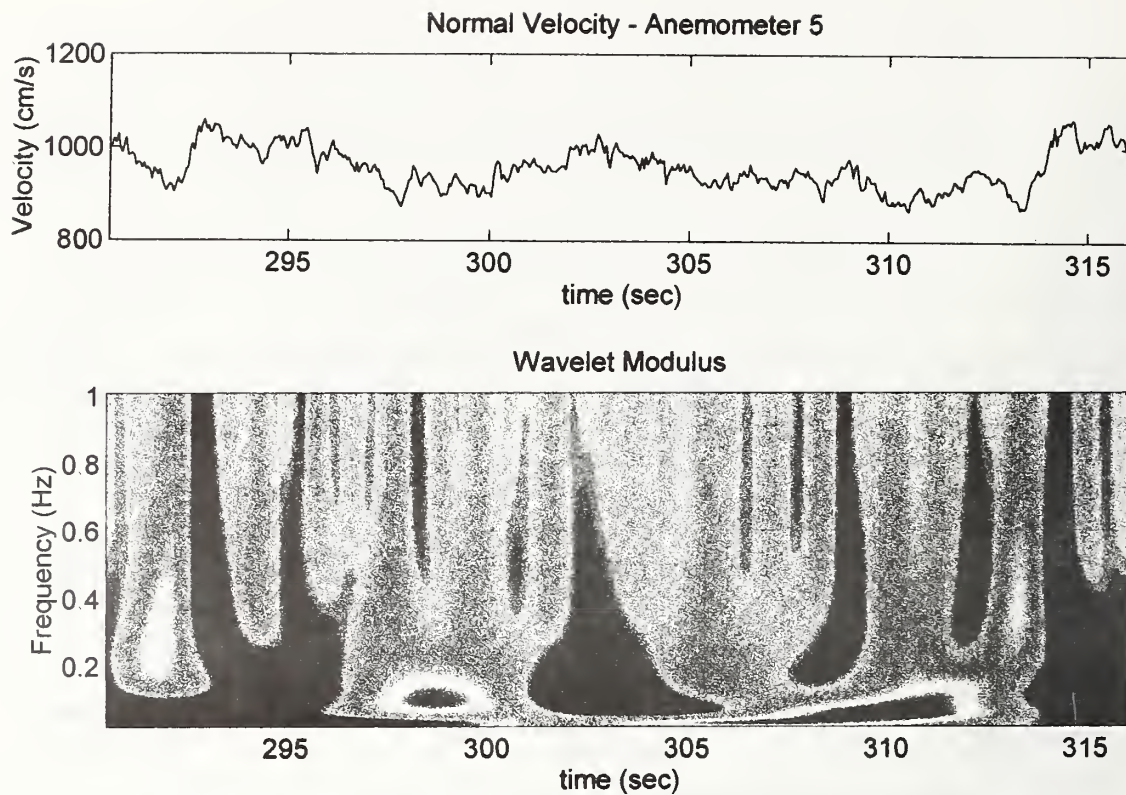 Normal Velocity - Anemometer 5
Velocity (cm/s)
1200
1000
800
295 300 305 310 315
time (sec)
Wavelet Modulus
Frequency (Hz)
1
0.8
0.6
0.4
0.2
295 300 305 310 315
time (sec)